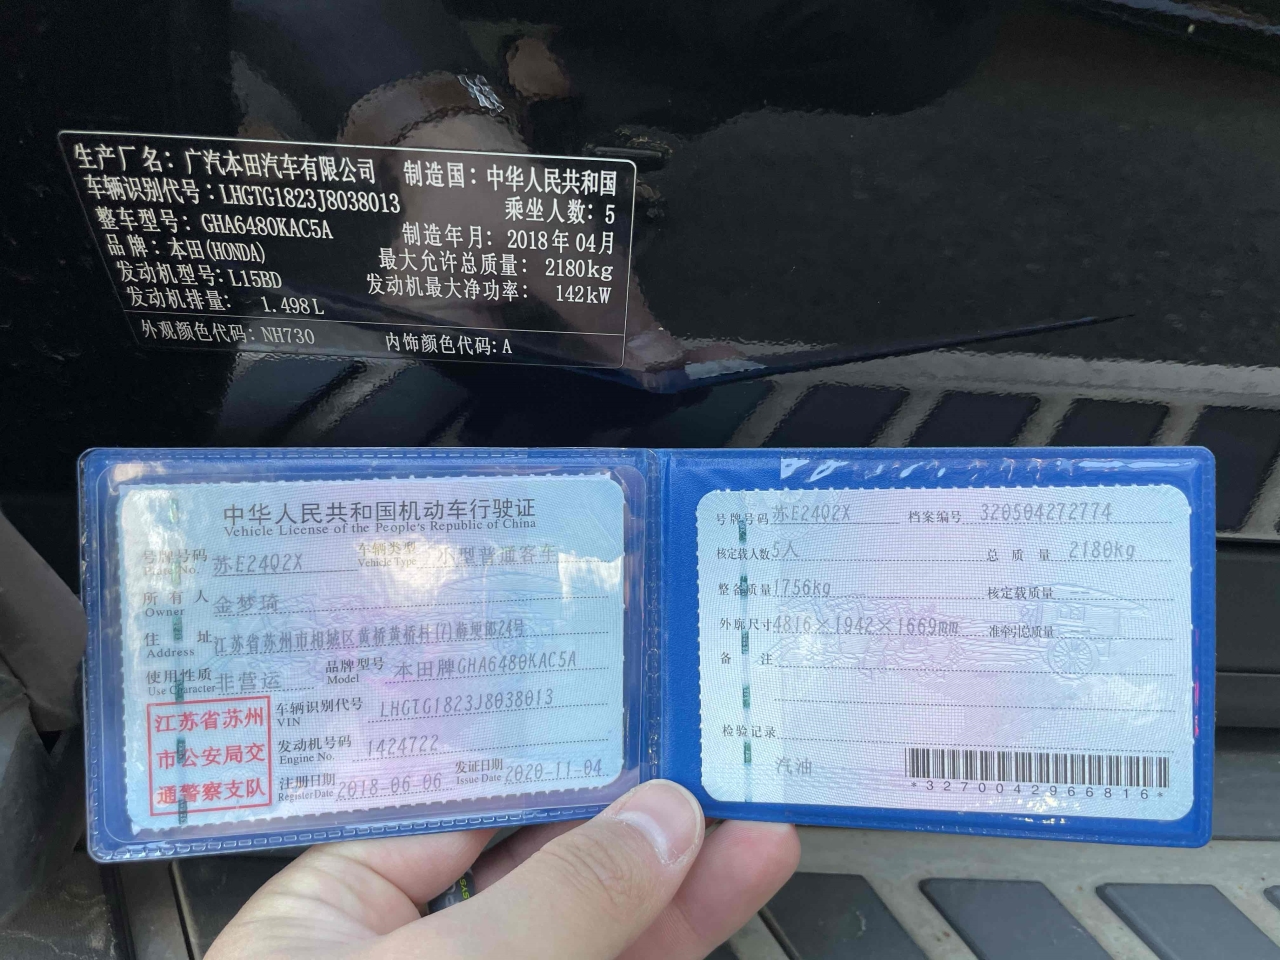 生产厂名：广汽本田汽车有限公司 制造国：中华人民共和国
车辆识别代号：LHGTG1823J8038013 乘坐人数：5
整车型号：GHA6480KAC5A 制造年月：2018年04月
品牌：本田(HONDA) 最大允许总质量：2180kg
发动机型号：L15BD 发动机最大净功率：142kW
发动机排量：1.498L
外观颜色代码：NH730 内饰颜色代码：A
中华人民共和国机动车行驶证
Vehicle License of the People's Republic of China
号牌号码 苏E24Q2X 车辆类型 小型普通客车
Plate No. Vehicle Type
所有人 金梦琦
Owner
住址 江苏省苏州市相城区黄桥黄桥村(7)
24号
Address
使用性质 非营运 品牌型号 本田牌GHA6480KAC5A
Use Character Model
车辆识别代号 LHGTG1823J8038013
VIN
发动机号码 1424722
Engine No.
注册日期 2018-06-06 发证日期 2020-11-04
Register Date Issue Date
江苏省苏州
市公安局交
通警察支队
号牌号码 苏E24Q2X 档案编号 320504272774
核定载人数 5人 总质量 2180kg
整备质量 1756kg 核定载质量 --
外廓尺寸 4816×1942×1669mm 准牵引总质量
备注
检验记录
汽油
*3270042966816*